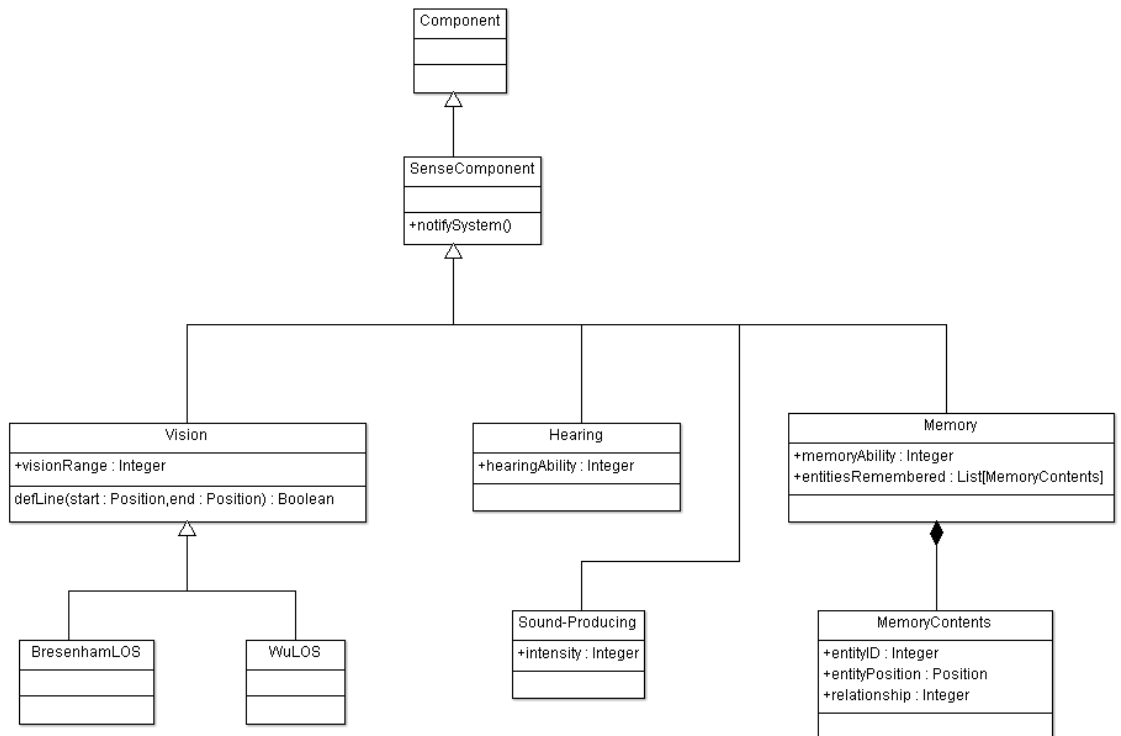 Component
SenseComponent
+notifySystem()
Vision
+visionRange : Integer
defLine(start : Position,end : Position) : Boolean
Hearing
+hearingAbility : Integer
Memory
+memoryAbility : Integer
+entitiesRemembered : List[MemoryContents]
BresenhamLOS
WuLOS
Sound-Producing
+intensity : Integer
MemoryContents
+entityID : Integer
+entityPosition : Position
+relationship : Integer